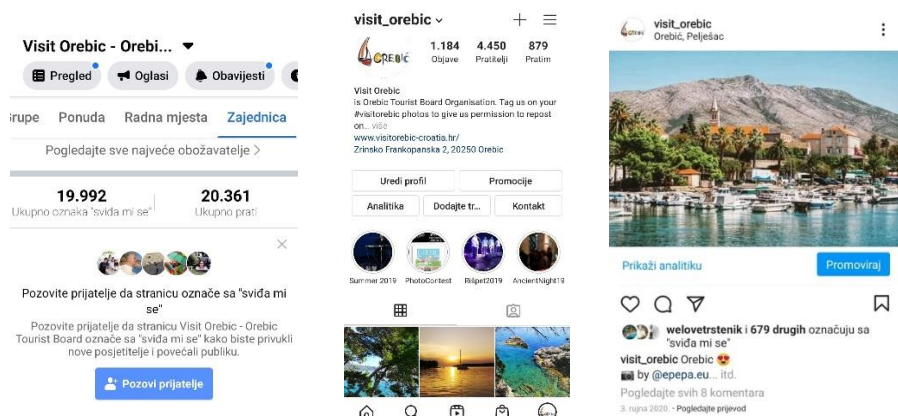 Visit Orebic - Orebi...
Pregled
Oglasi
Obavijesti
Grupe
Ponuda
Radna mjesta
Zajednica
Pogledajte sve najveće obožavatelje >
19.992
Ukupno oznaka "sviđa mi se"
20.361
Ukupno prati
Pozovite prijatelje da stranicu označe sa "sviđa mi
se"
Pozovite prijatelje da stranicu Visit Orebic - Orebic
Tourist Board označe sa "sviđa mi se" kako biste privukli
nove posjetitelje i povećali publiku.
Pozovi prijatelje
visit_orebic
OREBIĆ
1.184
4.450
879
Objave
Pratitelji
Pratim
Visit Orebic
is Orebic Tourist Board Organisation. Tag us on your
#visitorebic photos to give us permission to repost
on... više
www.visitorebic-croatia.hr/
Zrinsko Frankopanska 2, 20250 Orebic
Uredi profil
Promocije
Analitika
Dodajte tr...
Kontakt
Summer 2019
PhotoContest
Rišpet2019
AncientNight19
visit_orebic
Orebić, Pelješac
Prikaži analitiku
Promoviraj
welovetrstenik i 679 drugih označuju sa
"sviđa mi se"
visit_orebic Orebic 😍
📷 by @epepa.eu... itd.
Pogledajte svih 8 komentara
3. rujna 2020. · Pogledajte prijevod